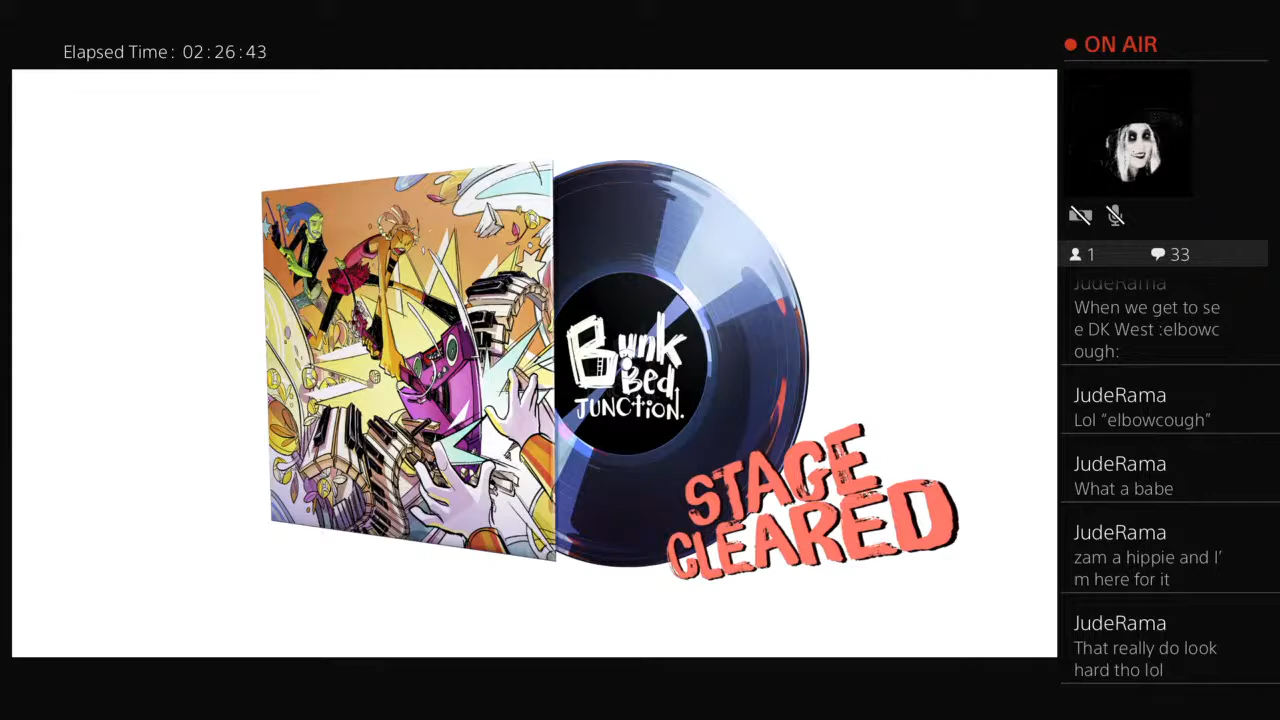 Elapsed Time: 02:26:43
ON AIR
1 33
JudeRama
When we get to se
e DK West :elbowc
ough:
JudeRama
Lol “elbowcough”
JudeRama
What a babe
JudeRama
zam a hippie and I’
m here for it
JudeRama
That really do look
hard tho lol
Bunk
Bed
JUNCtiON.
STAGE
CLEARED